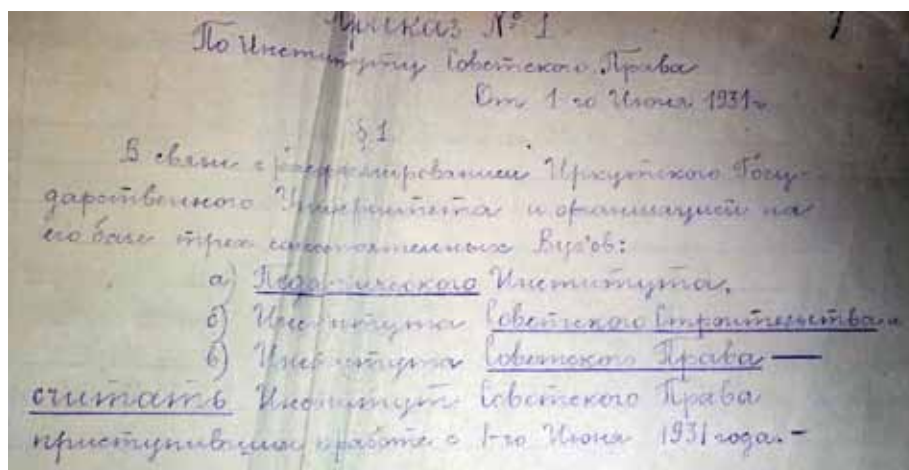 Приказ № 1
По Институту Советского Права
От 1-го Июня 1931г.
§ 1
В связи с расформированием Иркутского Госу-
дарственного Университета и организацией на
его базе трех самостоятельных Вуз'ов:
а) Педагогического Института.
б) Института Советского Строительства и
в) Института Советского Права —
считать Институт Советского Права
приступившим к работе с 1-го Июня 1931 года. -